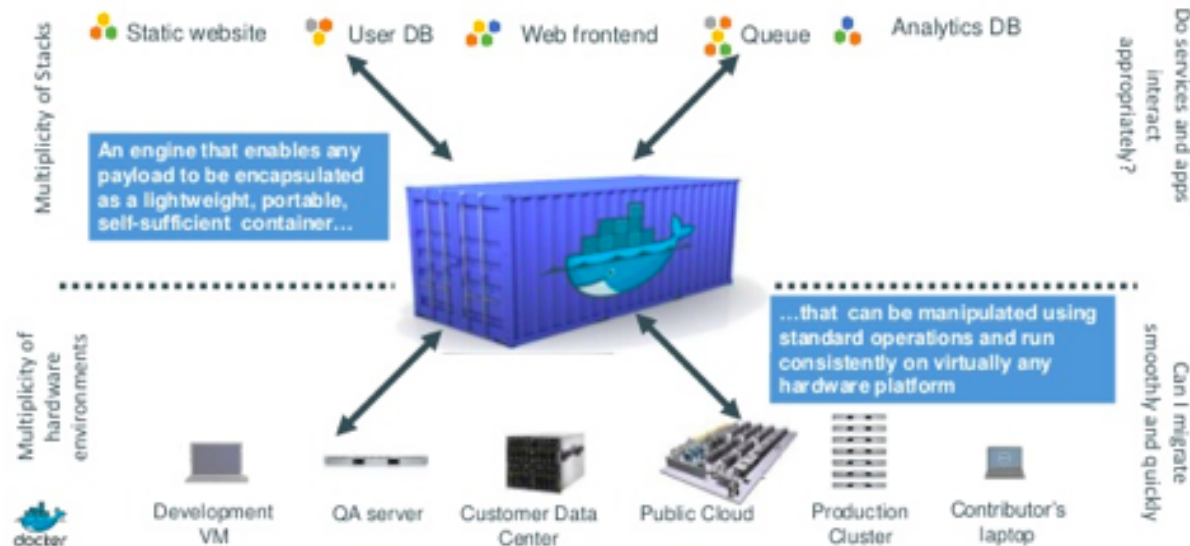 Static website
User DB
Web frontend
Queue
Analytics DB
Multiplicity of Stacks
Do services and apps
interact
appropriately?
An engine that enables any
payload to be encapsulated
as a lightweight, portable,
self-sufficient container…
…that can be manipulated using
standard operations and run
consistently on virtually any
hardware platform
Multiplicity of
hardware
environments
Can I migrate
smoothly and quickly
Development
VM
QA server
Customer Data
Center
Public Cloud
Production
Cluster
Contributor's
laptop
docker